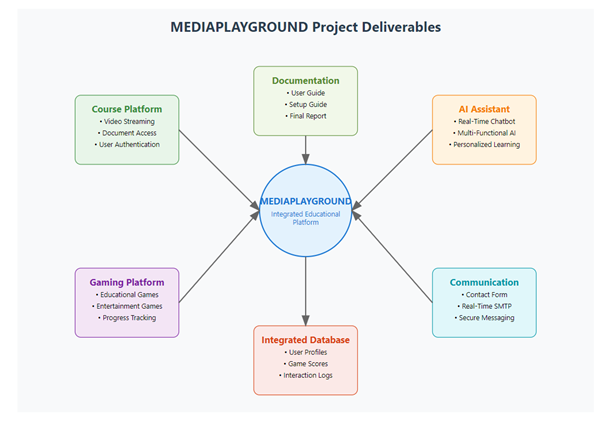 MEDIAPLAYGROUND Project Deliverables
Documentation
• User Guide
• Setup Guide
• Final Report
Course Platform
• Video Streaming
• Document Access
• User Authentication
AI Assistant
• Real-Time Chatbot
• Multi-Functional AI
• Personalized Learning
MEDIAPLAYGROUND
Integrated Educational
Platform
Gaming Platform
• Educational Games
• Entertainment Games
• Progress Tracking
Communication
• Contact Form
• Real-Time SMTP
• Secure Messaging
Integrated Database
• User Profiles
• Game Scores
• Interaction Logs